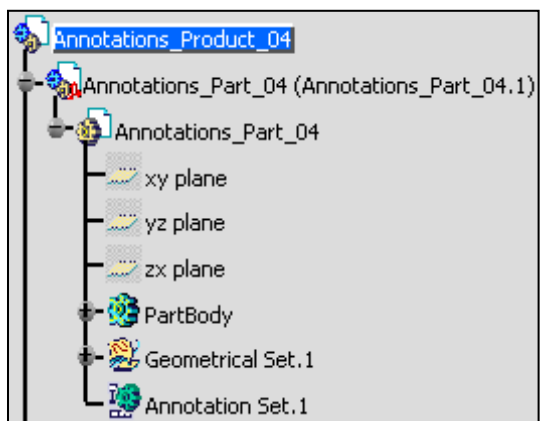 Annotations_Product_04
Annotations_Part_04 (Annotations_Part_04.1)
Annotations_Part_04
xy plane
yz plane
zx plane
PartBody
Geometrical Set.1
Annotation Set.1